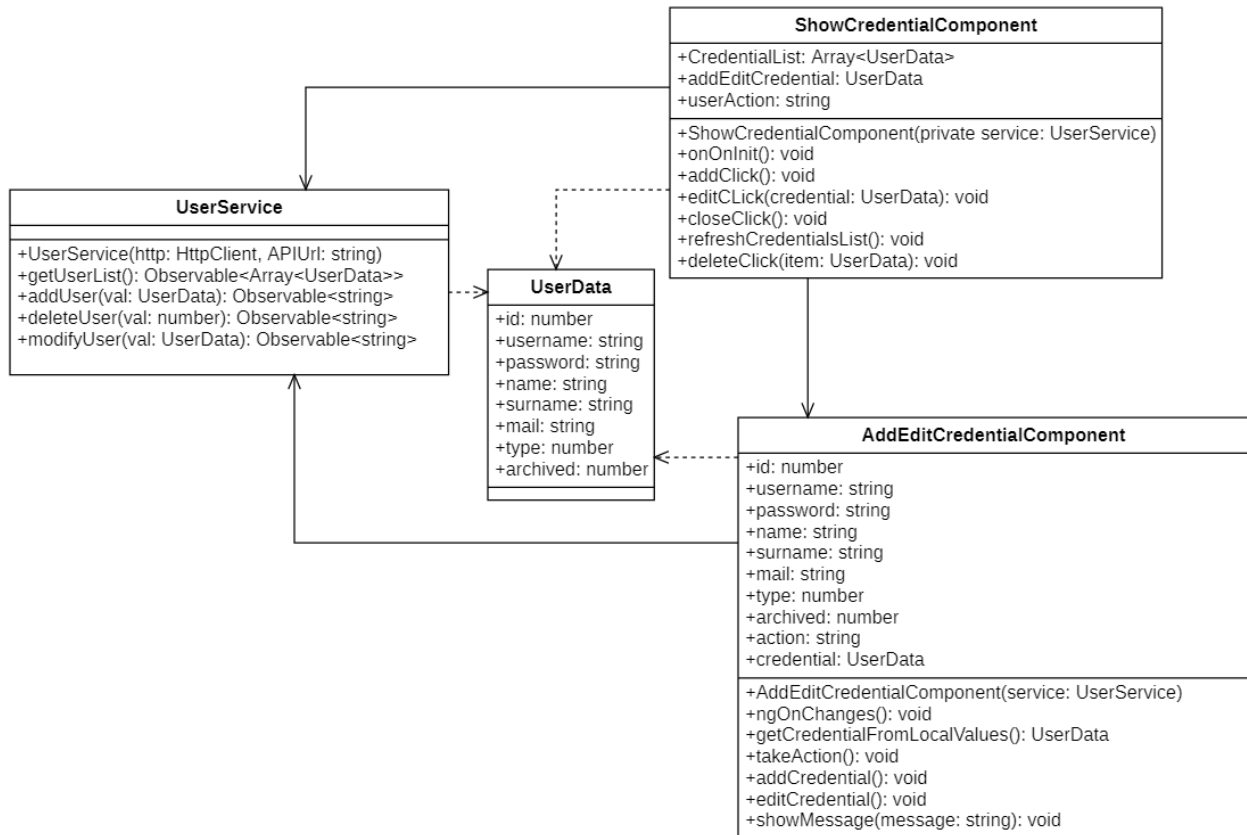 ShowCredentialComponent
+CredentialList: Array<UserData>
+addEditCredential: UserData
+userAction: string
+ShowCredentialComponent(private service: UserService)
+onOnInit(): void
+addClick(): void
+editCLick(credential: UserData): void
+closeClick(): void
+refreshCredentialsList(): void
+deleteClick(item: UserData): void
UserService
+UserService(http: HttpClient, APIUrl: string)
+getUserList(): Observable<Array<UserData>>
+addUser(val: UserData): Observable<string>
+deleteUser(val: number): Observable<string>
+modifyUser(val: UserData): Observable<string>
UserData
+id: number
+username: string
+password: string
+name: string
+surname: string
+mail: string
+type: number
+archived: number
AddEditCredentialComponent
+id: number
+username: string
+password: string
+name: string
+surname: string
+mail: string
+type: number
+archived: number
+action: string
+credential: UserData
+AddEditCredentialComponent(service: UserService)
+ngOnChanges(): void
+getCredentialFromLocalValues(): UserData
+takeAction(): void
+addCredential(): void
+editCredential(): void
+showMessage(message: string): void